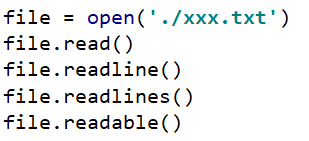 file = open('./xxx.txt')
file.read()
file.readline()
file.readlines()
file.readable()